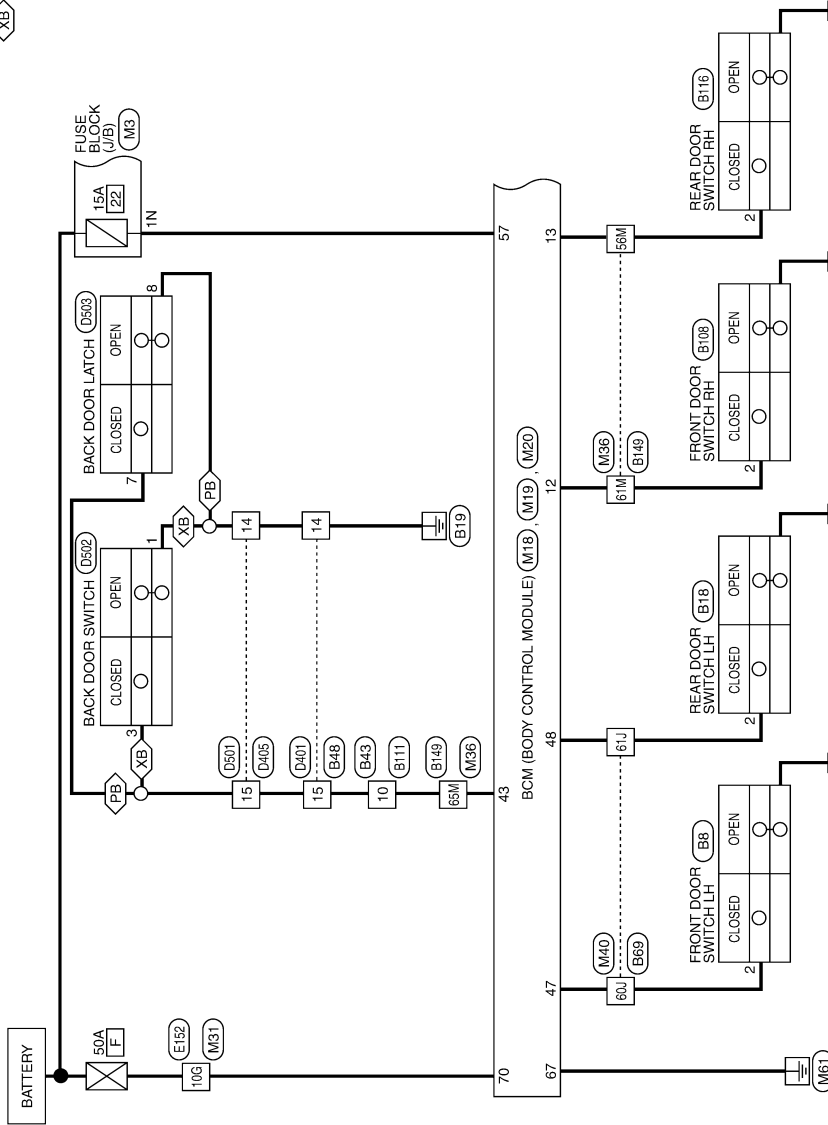 XB
BATTERY
50A
F
E152
M31
10G
FUSE
BLOCK
(J/B)
M3
15A
22
1N
BACK DOOR LATCH
D503
CLOSED
OPEN
7
8
BACK DOOR SWITCH
D502
CLOSED
OPEN
3
1
PB
XB
XB
PB
15
D501
D405
14
15
D401
B48
14
10
B43
B111
65M
B149
M36
B19
70
43
57
BCM (BODY CONTROL MODULE)
M18 , M19 , M20
67
47
48
12
13
M61
60J
M40
B69
61J
61M
M36
B149
56M
FRONT DOOR
SWITCH LH
B8
CLOSED
OPEN
2
REAR DOOR
SWITCH LH
B18
CLOSED
OPEN
2
FRONT DOOR
SWITCH RH
B108
CLOSED
OPEN
2
REAR DOOR
SWITCH RH
B116
CLOSED
OPEN
2